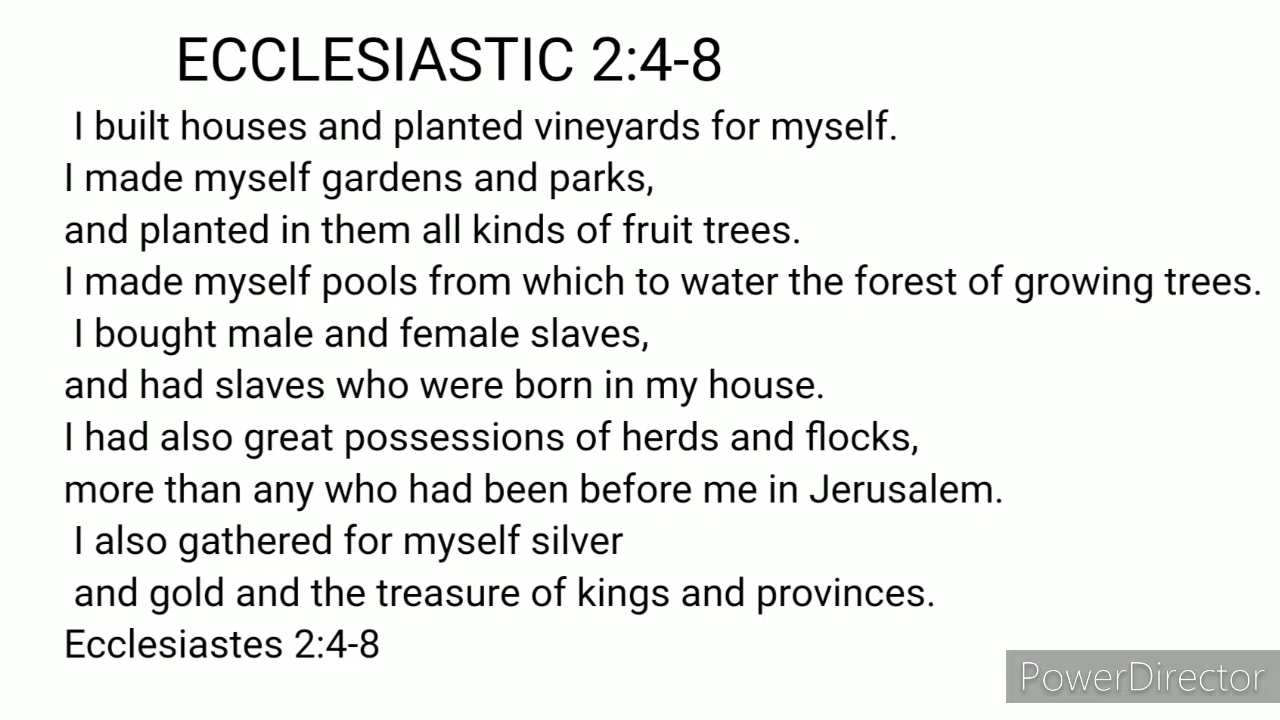 ECCLESIASTIC 2:4-8
I built houses and planted vineyards for myself.
I made myself gardens and parks,
and planted in them all kinds of fruit trees.
I made myself pools from which to water the forest of growing trees.
I bought male and female slaves,
and had slaves who were born in my house.
I had also great possessions of herds and flocks,
more than any who had been before me in Jerusalem.
I also gathered for myself silver
and gold and the treasure of kings and provinces.
Ecclesiastes 2:4-8
PowerDirector